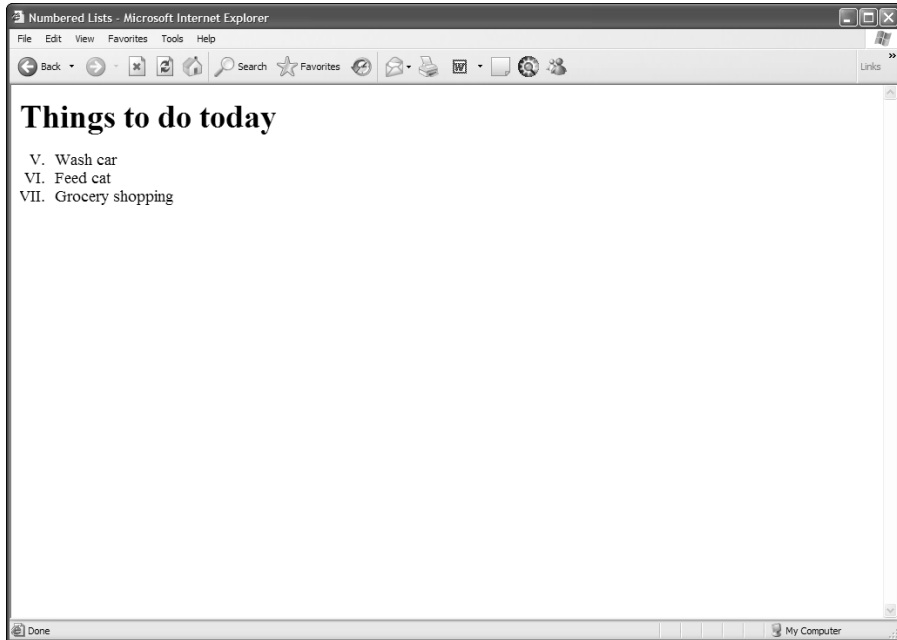 Numbered Lists - Microsoft Internet Explorer
File Edit View Favorites Tools Help
Back Search Favorites Links »
Things to do today
V. Wash car
VI. Feed cat
VII. Grocery shopping
Done My Computer